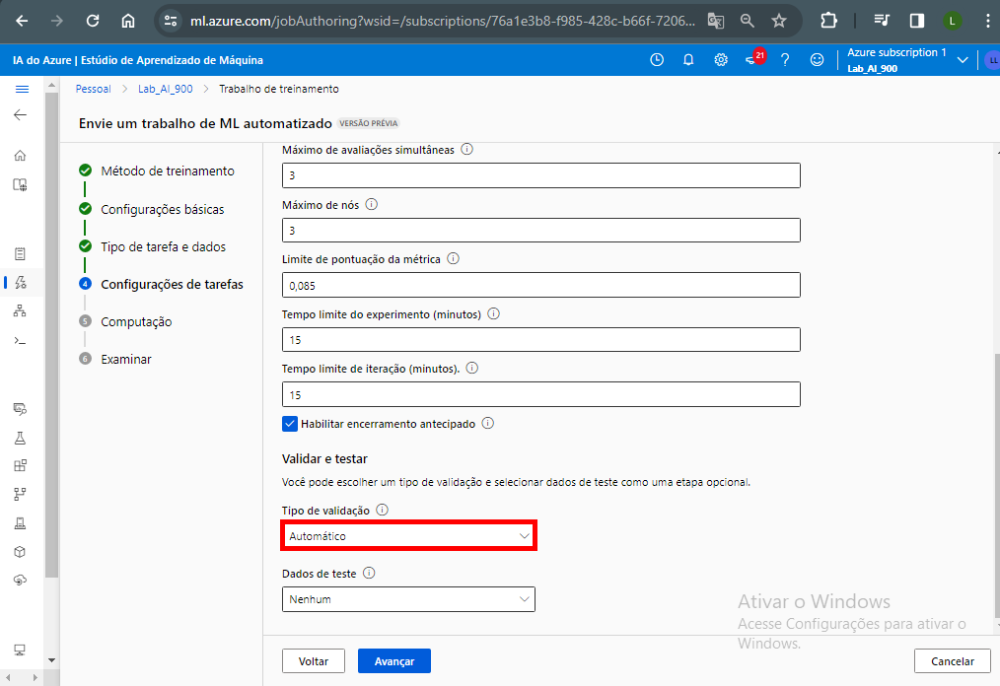 ml.azure.com/jobAuthoring?wsid=/subscriptions/76a1e3b8-f985-428c-b66f-7206...
L
IA do Azure | Estúdio de Aprendizado de Máquina
21
Azure subscription 1
Lab_AI_900
LL
Pessoal > Lab_AI_900 > Trabalho de treinamento
Envie um trabalho de ML automatizado VERSÃO PRÉVIA
Método de treinamento
Configurações básicas
Tipo de tarefa e dados
4 Configurações de tarefas
5 Computação
6 Examinar
Máximo de avaliações simultâneas
3
Máximo de nós
3
Limite de pontuação da métrica
0,085
Tempo limite do experimento (minutos)
15
Tempo limite de iteração (minutos).
15
Habilitar encerramento antecipado
Validar e testar
Você pode escolher um tipo de validação e selecionar dados de teste como uma etapa opcional.
Tipo de validação
Automático
Dados de teste
Nenhum
Ativar o Windows
Acesse Configurações para ativar o
Windows.
Voltar
Avançar
Cancelar